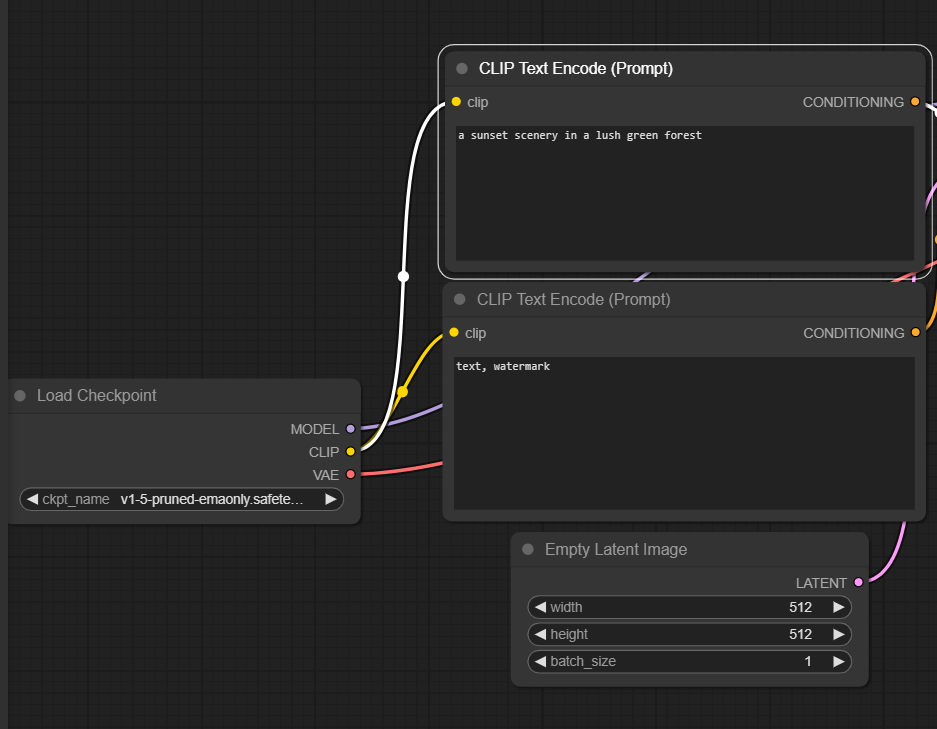 CLIP Text Encode (Prompt)
clip CONDITIONING
a sunset scenery in a lush green forest
CLIP Text Encode (Prompt)
clip CONDITIONING
text, watermark
Load Checkpoint
MODEL
CLIP
VAE
ckpt_name v1-5-pruned-emaonly.safete...
Empty Latent Image
LATENT
width 512
height 512
batch_size 1